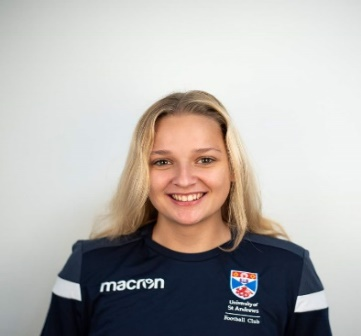 macron
University of
St Andrews
Football Club